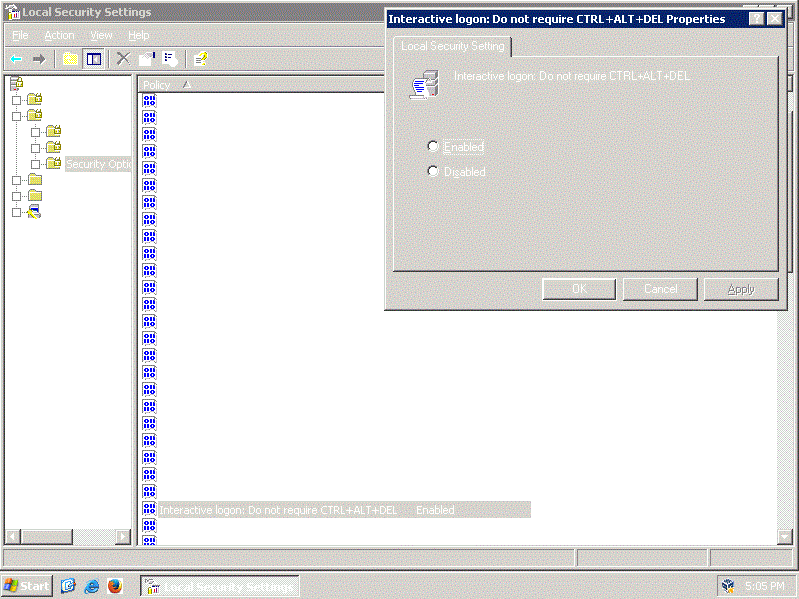 Local Security Settings
File Action View Help
Policy
Security Optio
Interactive logon: Do not require CTRL+ALT+DEL Enabled
Interactive logon: Do not require CTRL+ALT+DEL Properties
Local Security Setting
Interactive logon: Do not require CTRL+ALT+DEL
Enabled
Disabled
OK Cancel Apply
Start Local Security Settings 5:05 PM